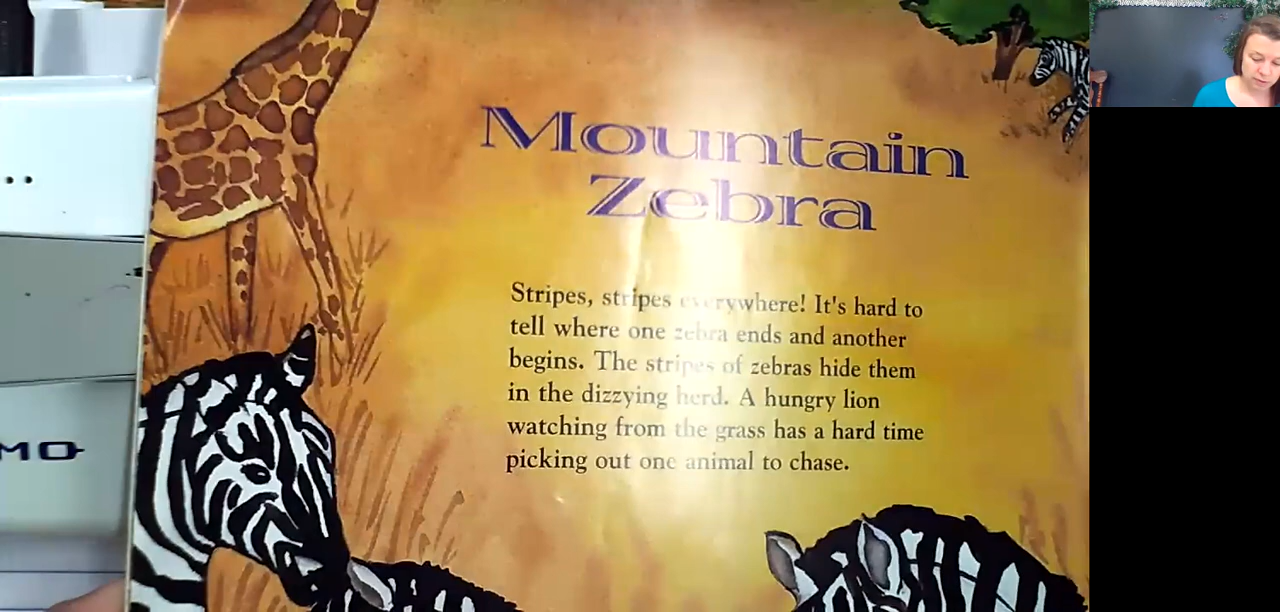 Mountain
Zebra
Stripes, stripes everywhere! It's hard to
tell where one zebra ends and another
begins. The stripes of zebras hide them
in the dizzying herd. A hungry lion
watching from the grass has a hard time
picking out one animal to chase.
MO